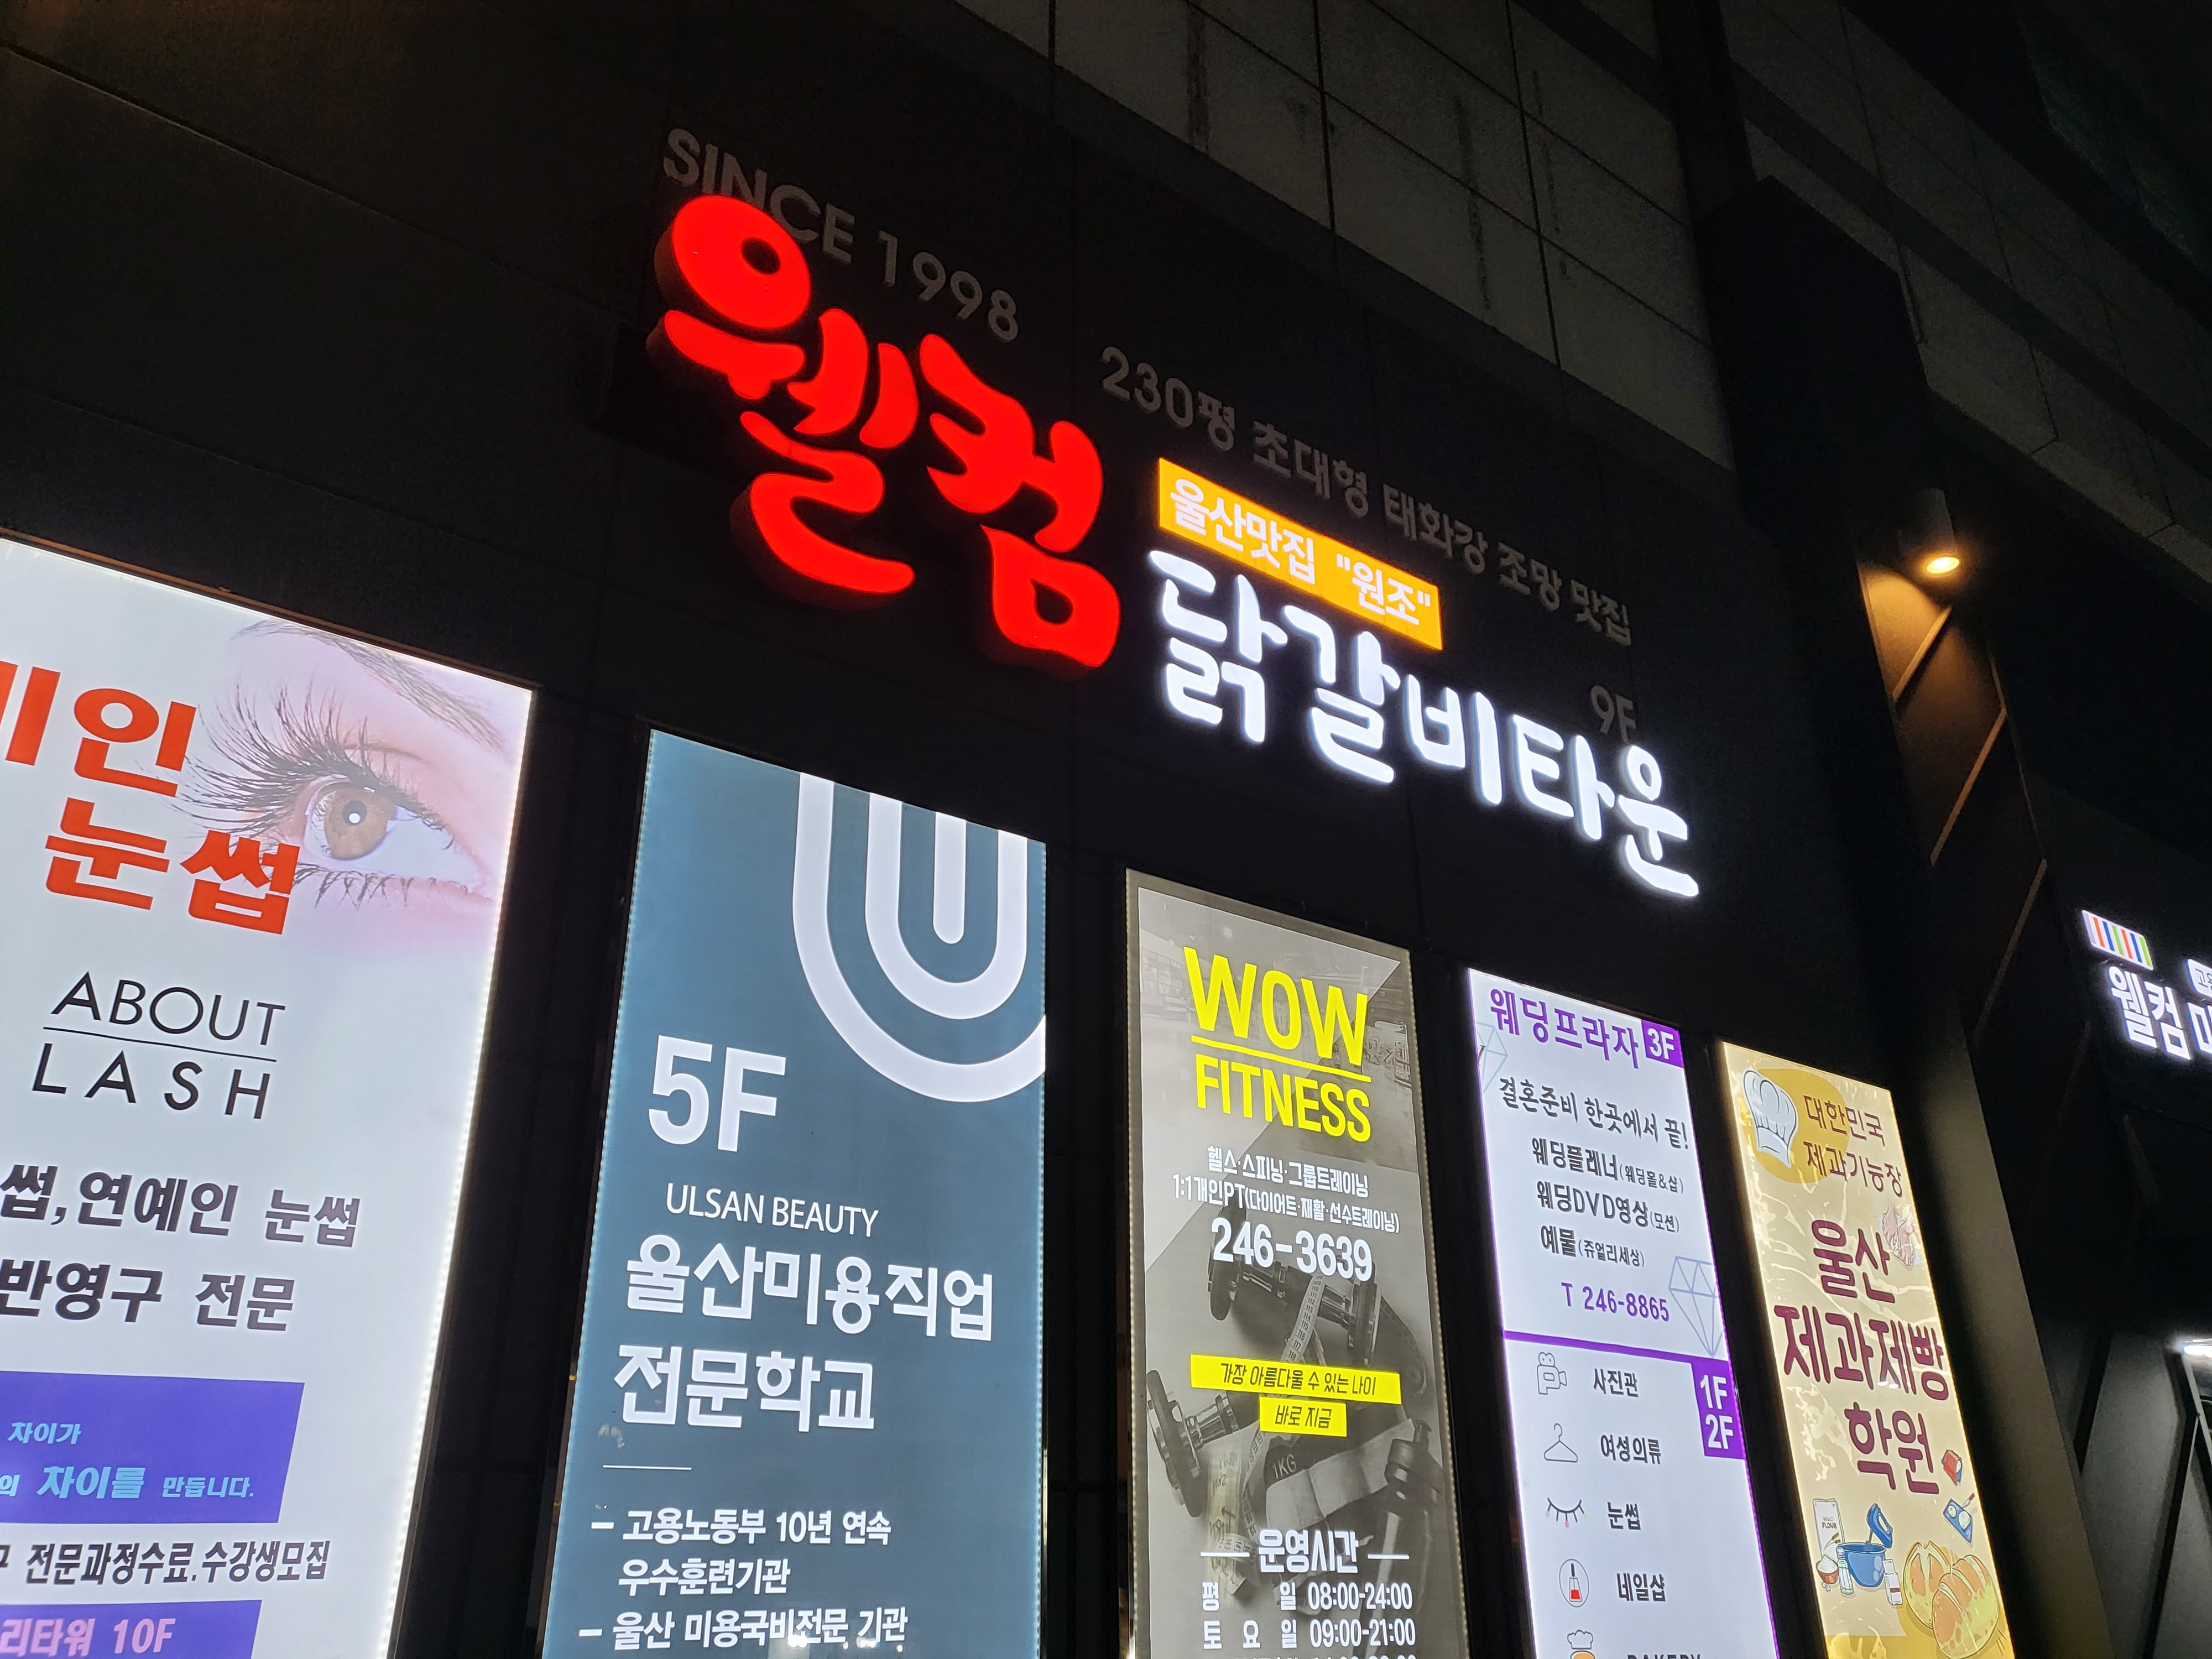 SINCE 1998
웰컴
230평 초대형 태화강 조망 맛집
울산맛집 "원조"
닭갈비타운
9F
인
눈썹
ABOUT
LASH
썹,연예인 눈썹
반영구 전문
차이가
의 차이를 만듭니다.
구 전문과정수료.수강생모집
리타워 10F
5F
ULSAN BEAUTY
울산미용직업
전문학교
- 고용노동부 10년 연속
우수훈련기관
- 울산 미용국비전문 기관
WOW
FITNESS
헬스·스피닝·그룹트레이닝
1:1개인PT(다이어트·재활·선수트레이닝)
246-3639
가장 아름다울 수 있는 나이
바로 지금
1KG
운영시간
평 일 08:00-24:00
토 요 일 09:00-21:00
웨딩프라자 3F
결혼준비 한곳에서 끝!
웨딩플래너(웨딩홀&샵)
웨딩DVD영상(모션)
예물(쥬얼리세상)
T 246-8865
1F
2F
사진관
여성의류
눈썹
네일샵
BAKERY
대한민국
제과기능장
울산
제과제빵
학원
FLOUR
웰컴